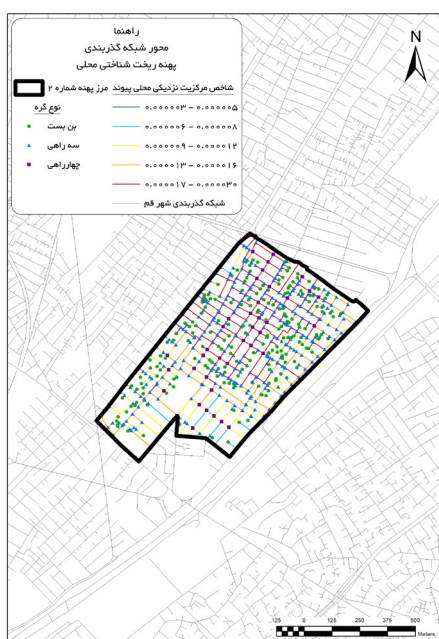 راهنما
محور شبکه گذربندی
پهنه ریخت شناختی محلی
شاخص مرکزیت نزدیکی محلی پیوند مرز پهنه شماره ۲
نوع گره
۰.۰۰۰۰۰۳ - ۰.۰۰۰۰۰۵
بن بست
۰.۰۰۰۰۰۶ - ۰.۰۰۰۰۰۸
سه راهی
۰.۰۰۰۰۰۹ - ۰.۰۰۰۰۱۲
چهارراهی
۰.۰۰۰۰۱۳ - ۰.۰۰۰۰۱۶
۰.۰۰۰۰۱۷ - ۰.۰۰۰۰۳۰
شبکه گذربندی شهر قم
N
125 0 125 250 375 500
Meters